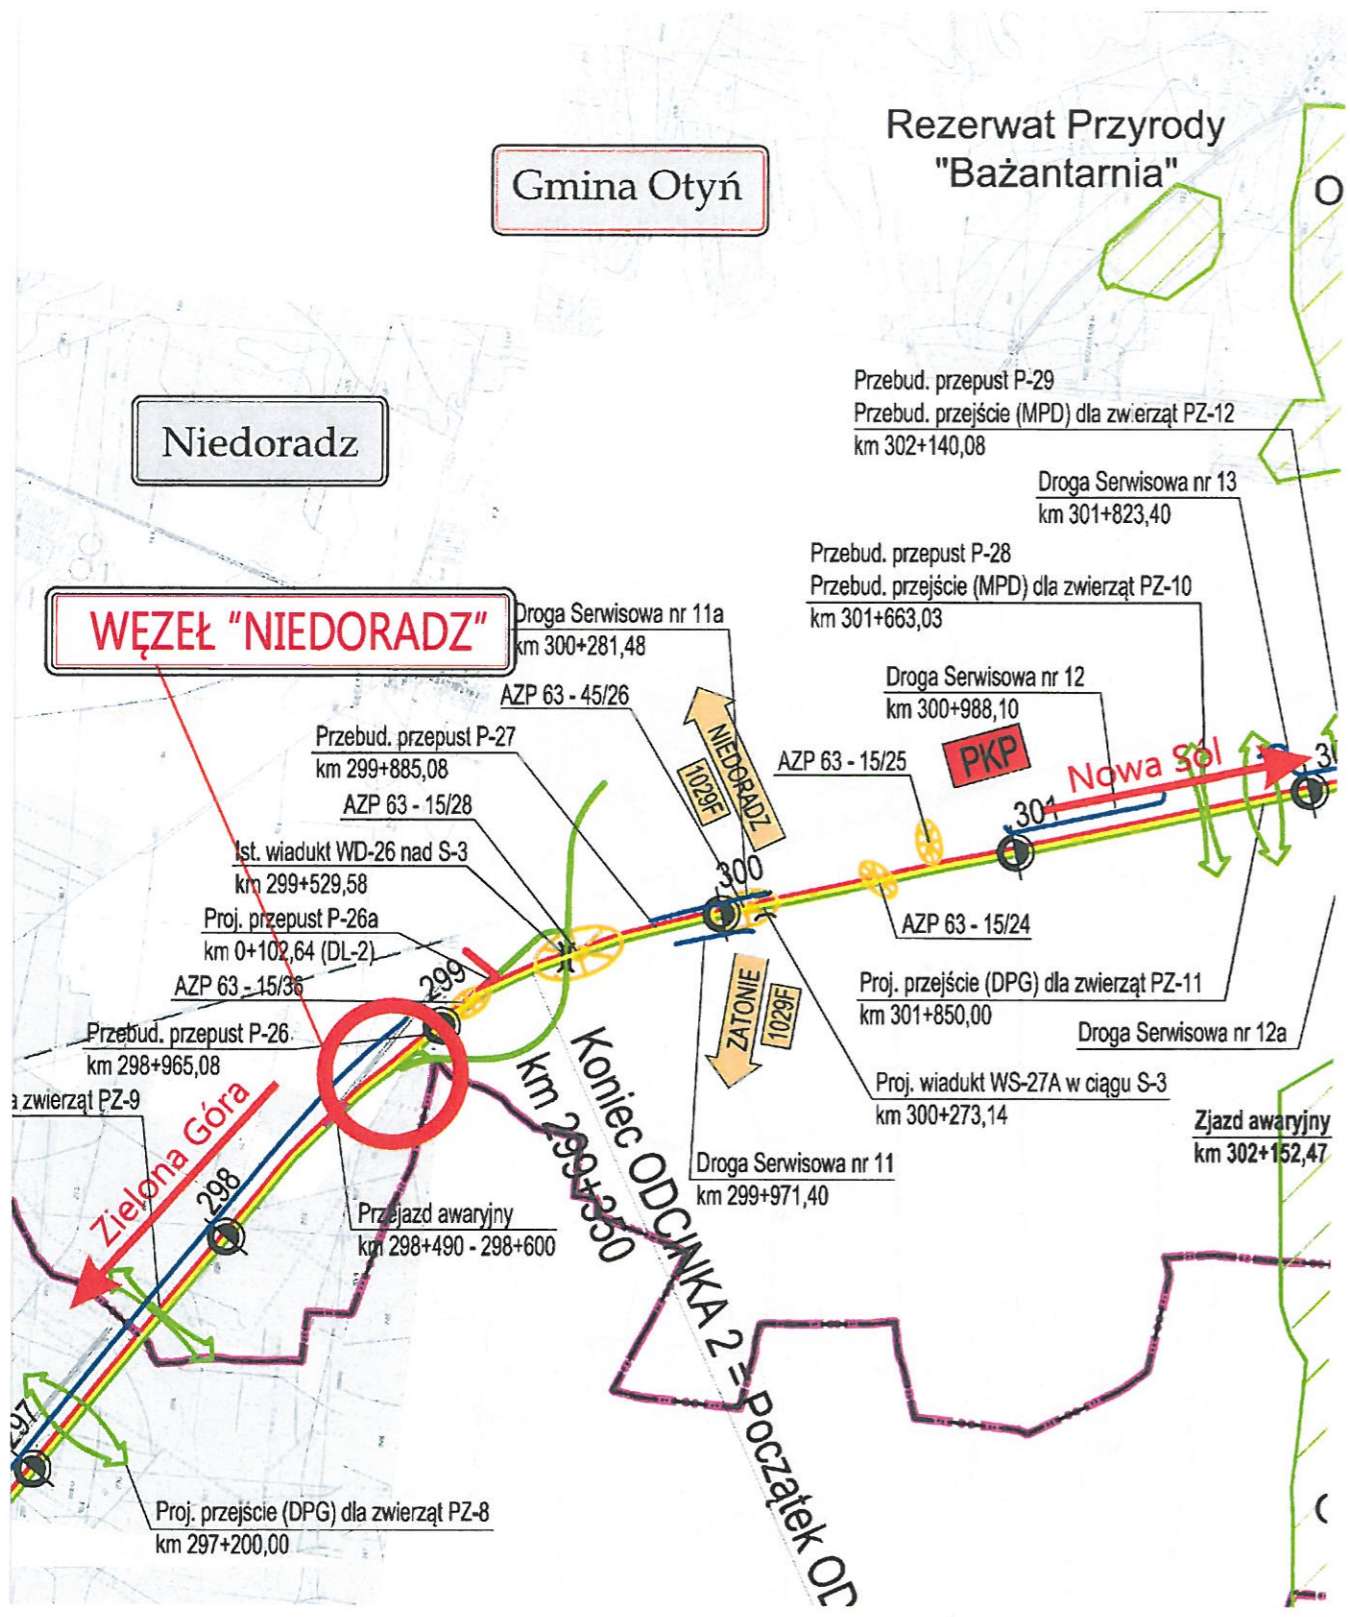 Rezerwat Przyrody
"Bażantarnia"
Gmina Otyń
O
Niedoradz
Przebud. przepust P-29
Przebud. przejście (MPD) dla zwierząt PZ-12
km 302+140,08
Droga Serwisowa nr 13
km 301+823,40
Przebud. przepust P-28
Przebud. przejście (MPD) dla zwierząt PZ-10
km 301+663,03
WĘZEŁ "NIEDORADZ"
Droga Serwisowa nr 11a
km 300+281,48
AZP 63 - 45/26
Droga Serwisowa nr 12
km 300+988,10
Przebud. przepust P-27
km 299+885,08
NIEDORADZ
1029F
AZP 63 - 15/25
PKP
Nowa Sól
30
AZP 63 - 15/28
301
Ist. wiadukt WD-26 nad S-3
km 299+529,58
300
Proj. przepust P-26a
km 0+102,64 (DL-2)
AZP 63 - 15/24
AZP 63 - 15/36
299
ZATONIE
1029F
Proj. przejście (DPG) dla zwierząt PZ-11
km 301+850,00
Przebud. przepust P-26
km 298+965,08
Droga Serwisowa nr 12a
a zwierząt PZ-9
Proj. wiadukt WS-27A w ciągu S-3
km 300+273,14
Zjazd awaryjny
km 302+152,47
Zielona Góra
298
Droga Serwisowa nr 11
km 299+971,40
Przejazd awaryjny
km 298+490 - 298+600
Koniec ODCINKA 2 = Początek OD
km 299+350
297
Proj. przejście (DPG) dla zwierząt PZ-8
km 297+200,00